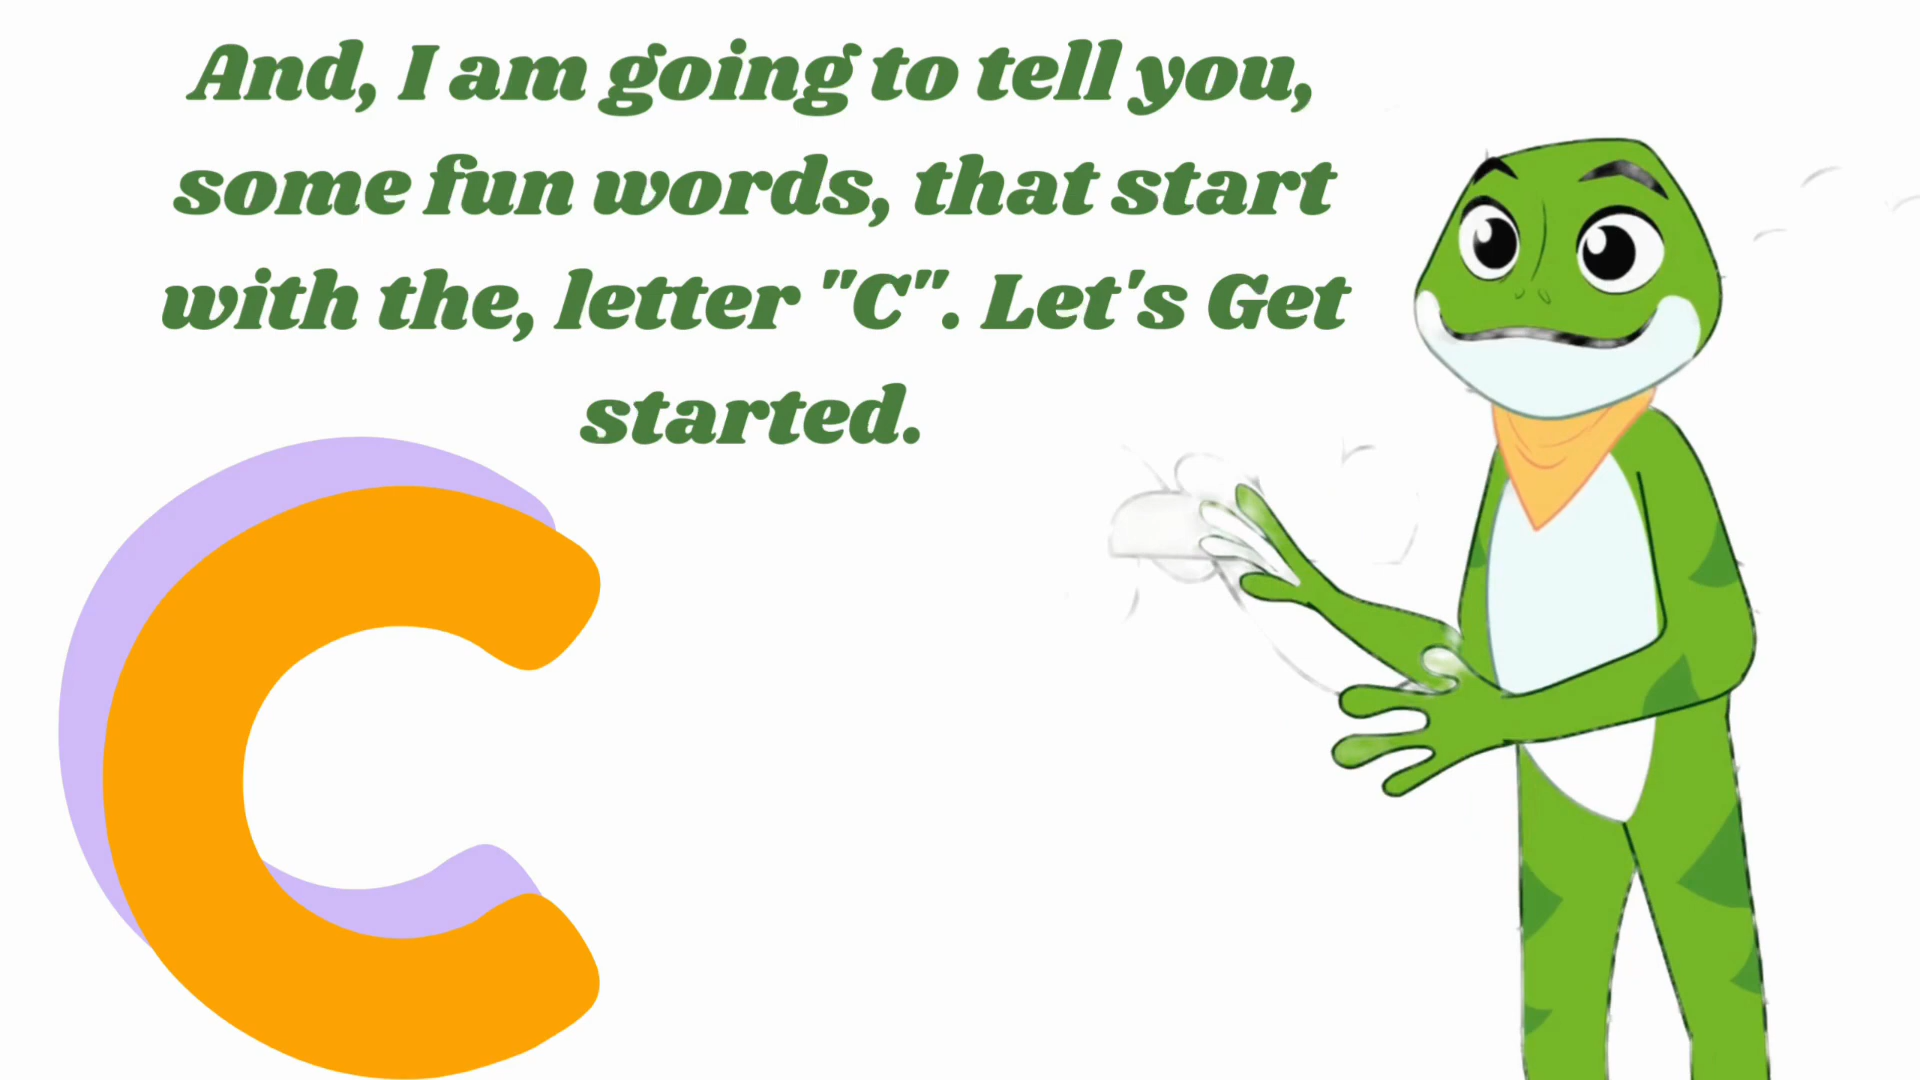 And, I am going to tell you,
some fun words, that start
with the, letter "C". Let's Get
started.
C